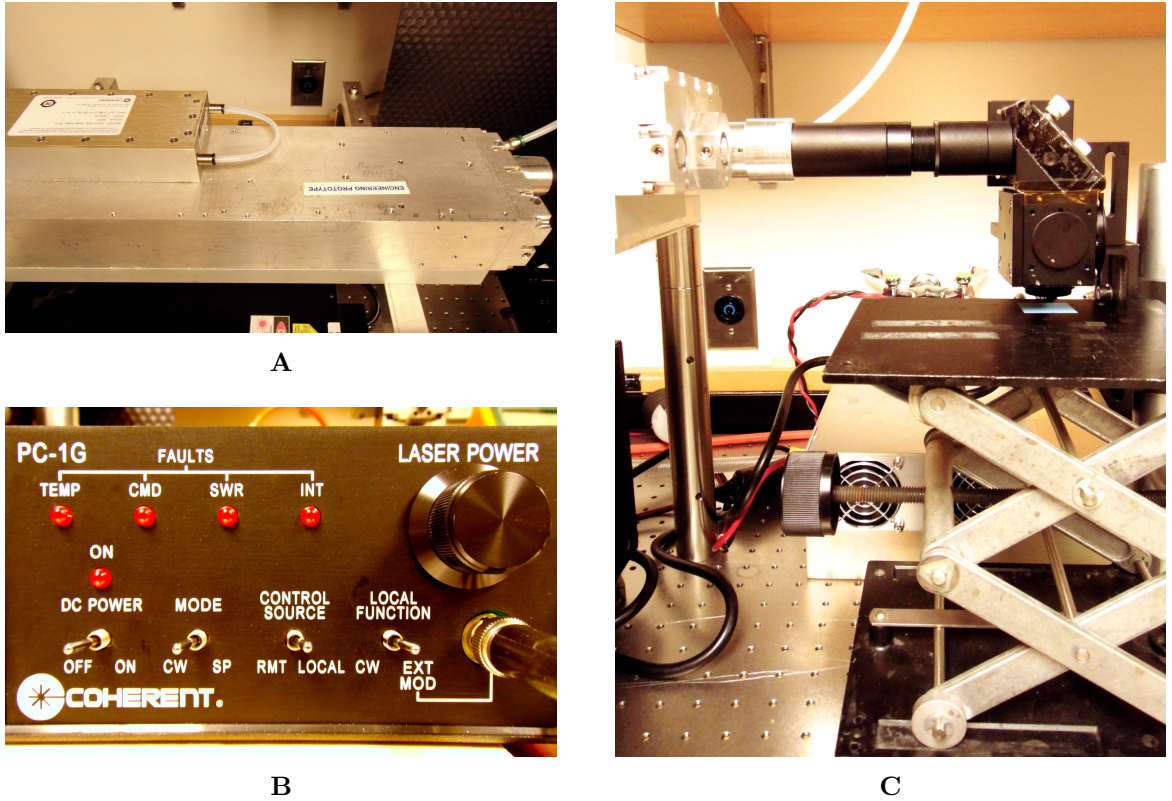 ENGINEERING PROTOTYPE
A
PC-1G FAULTS LASER POWER
TEMP CMD SWR INT
ON
DC POWER MODE CONTROL SOURCE LOCAL FUNCTION
OFF ON CW SP RMT LOCAL CW EXT MOD
COHERENT®
B
C